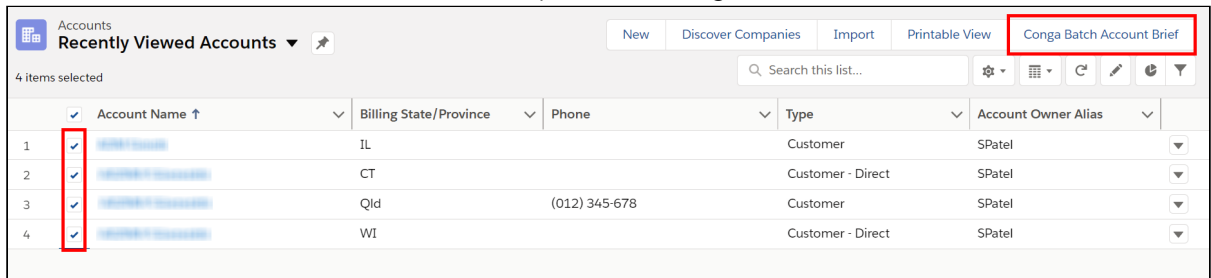 Accounts
Recently Viewed Accounts
New Discover Companies Import Printable View Conga Batch Account Brief
4 items selected
Search this list...
Account Name Billing State/Province Phone Type Account Owner Alias
1 IL Customer SPatel
2 CT Customer - Direct SPatel
3 Qld (012) 345-678 Customer SPatel
4 WI Customer - Direct SPatel